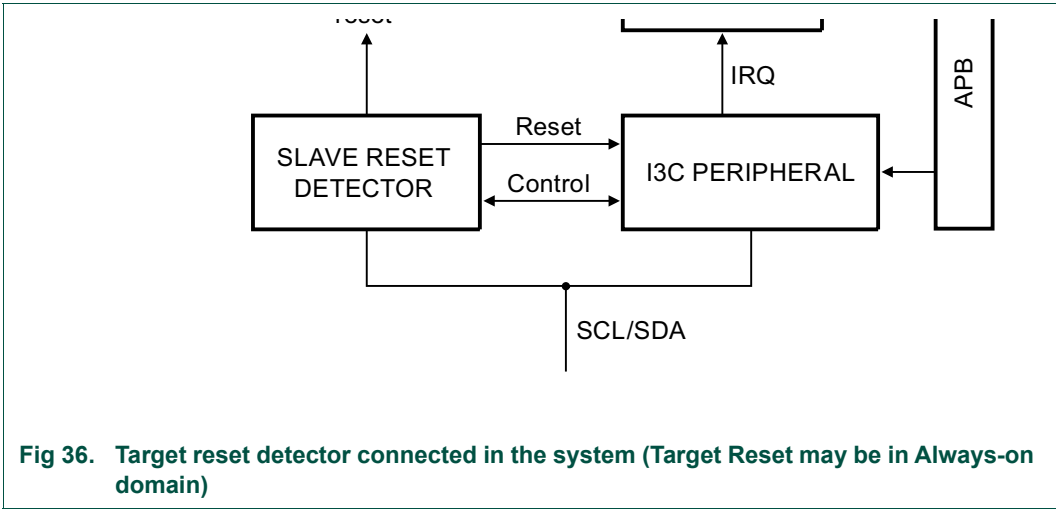 IRQ
APB
Reset
SLAVE RESET
DETECTOR
I3C PERIPHERAL
Control
SCL/SDA
Fig 36. Target reset detector connected in the system (Target Reset may be in Always-on
domain)